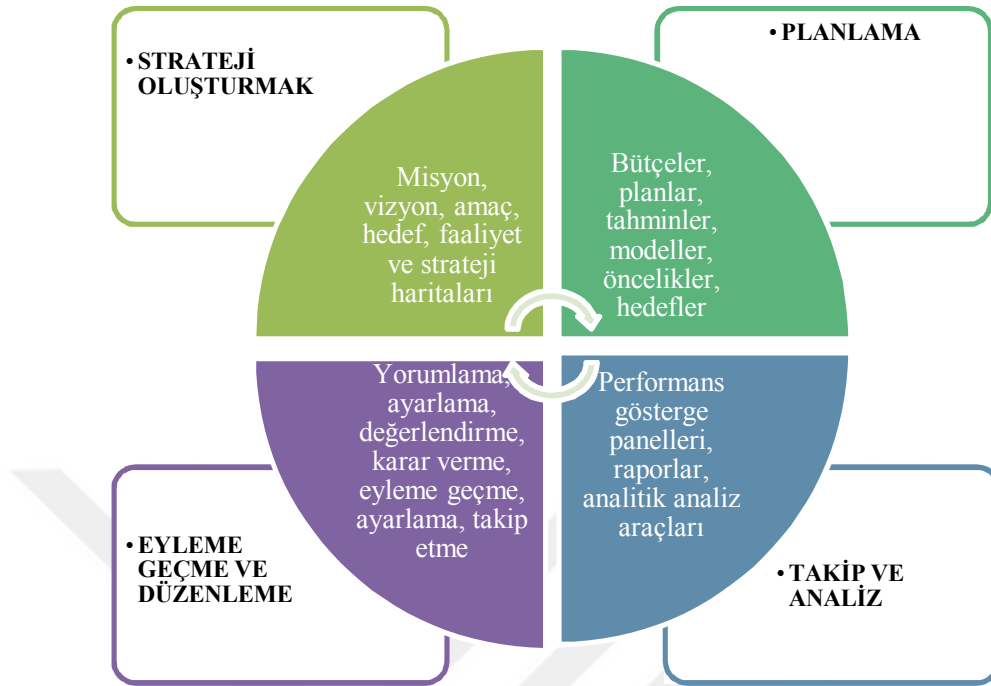 • STRATEJİ
OLUŞTURMAK
• PLANLAMA
Misyon,
vizyon, amaç,
hedef, faaliyet
ve strateji
haritaları
Bütçeler,
planlar,
tahminler,
modeller,
öncelikler,
hedefler
Yorumlama,
ayarlama,
değerlendirme,
karar verme,
eyleme geçme,
ayarlama, takip
etme
Performans
gösterge
panelleri,
raporlar,
analitik analiz
araçları
• EYLEME
GEÇME VE
DÜZENLEME
• TAKİP VE
ANALİZ